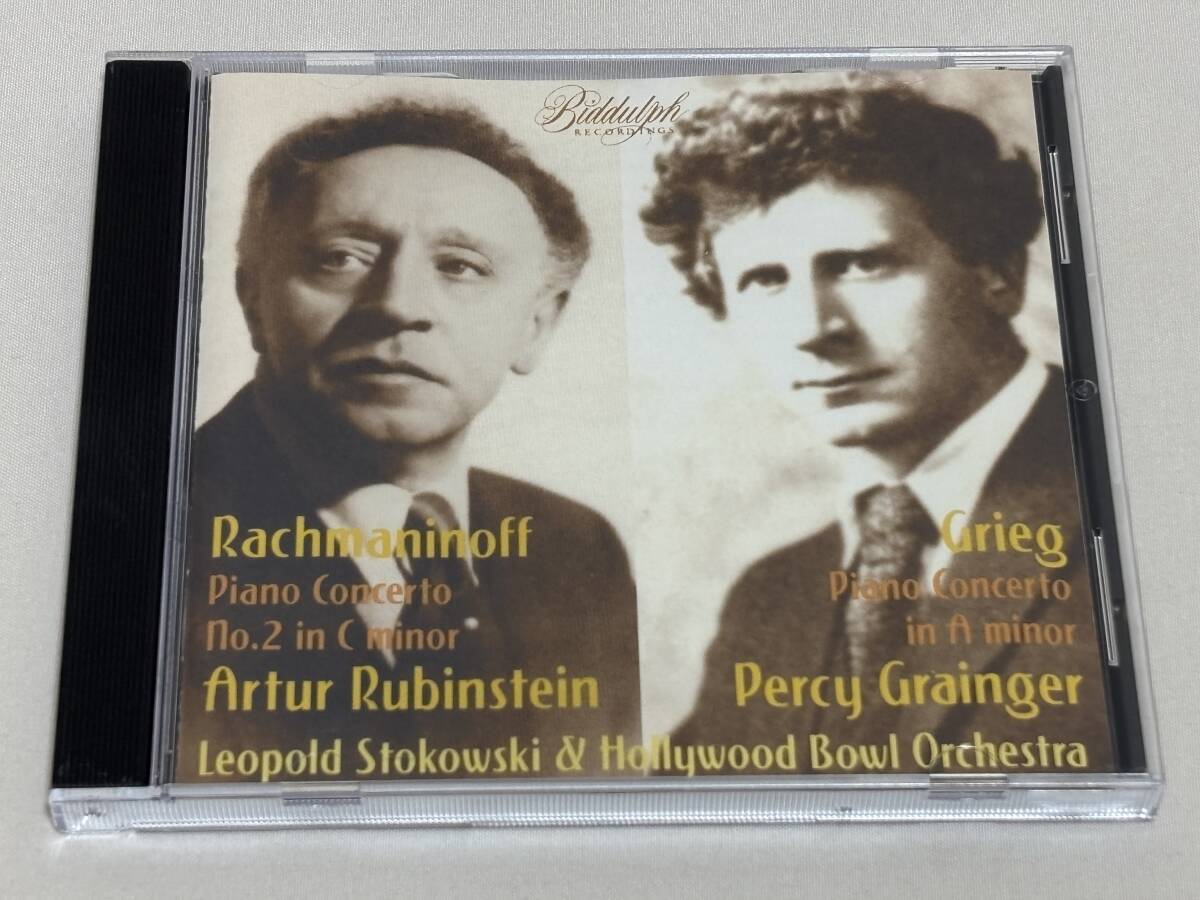 Biddulph
RECORDINGS
Rachmaninoff
Piano Concerto
No.2 in C minor
Artur Rubinstein
Grieg
Piano Concerto
in A minor
Percy Grainger
Leopold Stokowski & Hollywood Bowl Orchestra